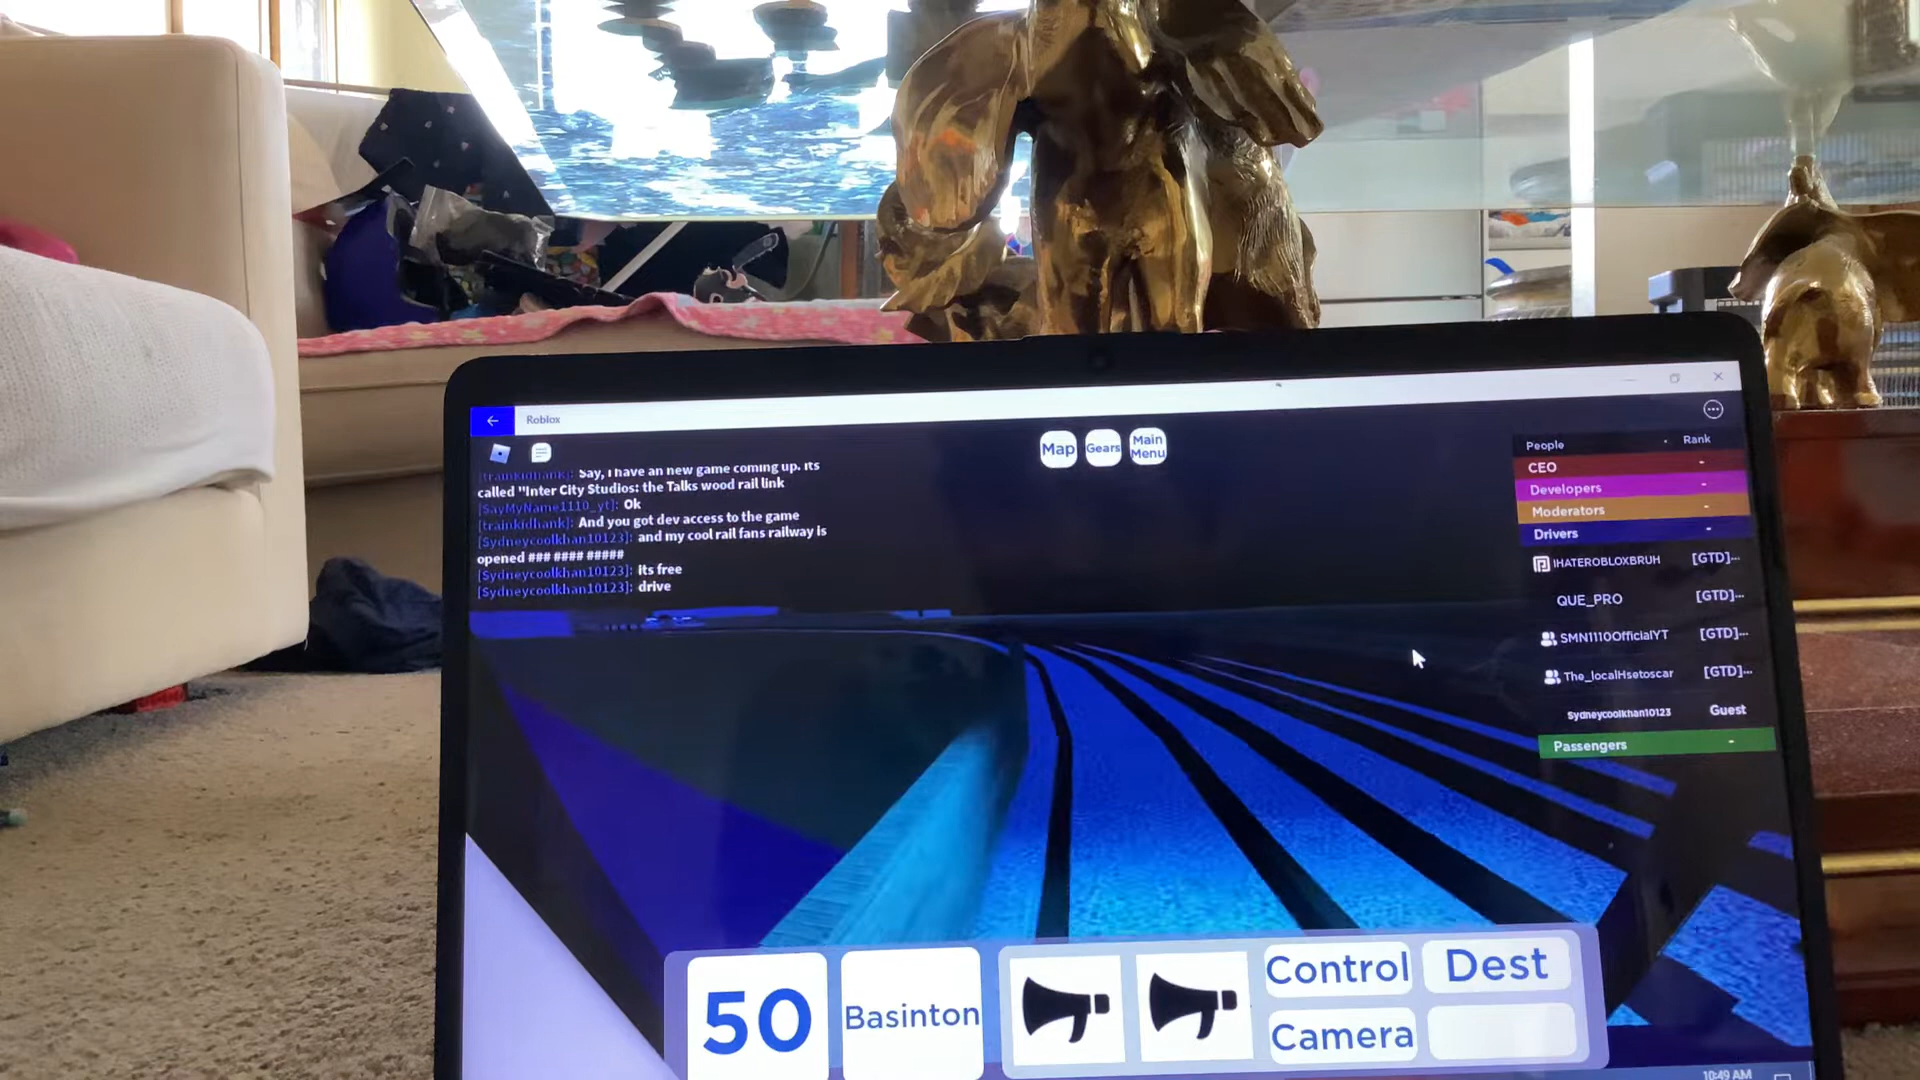 Roblox
Map
Gears
Main
Menu
[trainkidhank]: Say, I have an new game coming up. its
called "Inter City Studios: the Talks wood rail link
[SayMyName1110_yt]: Ok
[trainkidhank]: And you got dev access to the game
[Sydneycoolkhan10123]: and my cool rail fans railway is
opened ### #### #####
[Sydneycoolkhan10123]: its free
[Sydneycoolkhan10123]: drive
People - Rank
CEO -
Developers -
Moderators -
Drivers -
IHATEROBLOXBRUH [GTD]...
QUE_PRO [GTD]...
SMN1110OfficialYT [GTD]...
The_localHsetoscar [GTD]...
Sydneycoolkhan10123 Guest
Passengers -
50
Basinton
Control
Dest
Camera
10:49 AM